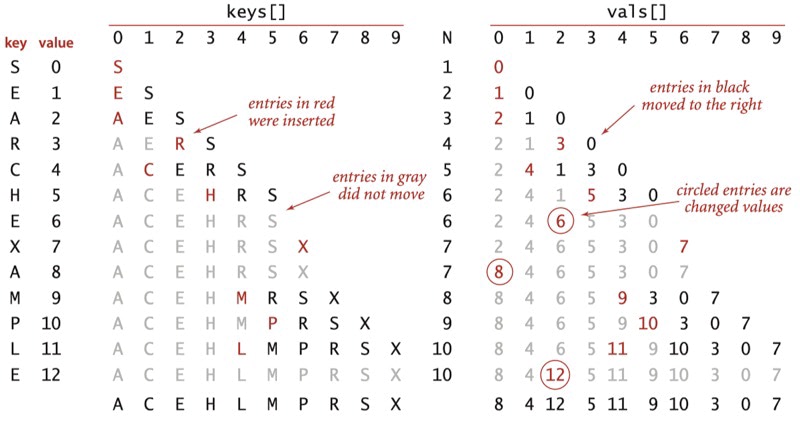 keys[] vals[]
key value 0 1 2 3 4 5 6 7 8 9 N 0 1 2 3 4 5 6 7 8 9
S 0 S 1 0
E 1 E S 2 1 0
entries in red
were inserted
entries in black
moved to the right
A 2 A E S 3 2 1 0
R 3 A E R S 4 2 1 3 0
C 4 A C E R S 5 2 4 1 3 0
entries in gray
did not move
H 5 A C E H R S 6 2 4 1 5 3 0
circled entries are
changed values
E 6 A C E H R S 6 2 4 6 5 3 0
X 7 A C E H R S X 7 2 4 6 5 3 0 7
A 8 A C E H R S X 7 8 4 6 5 3 0 7
M 9 A C E H M R S X 8 8 4 6 5 9 3 0 7
P 10 A C E H M P R S X 9 8 4 6 5 9 10 3 0 7
L 11 A C E H L M P R S X 10 8 4 6 5 11 9 10 3 0 7
E 12 A C E H L M P R S X 10 8 4 12 5 11 9 10 3 0 7
A C E H L M P R S X 8 4 12 5 11 9 10 3 0 7